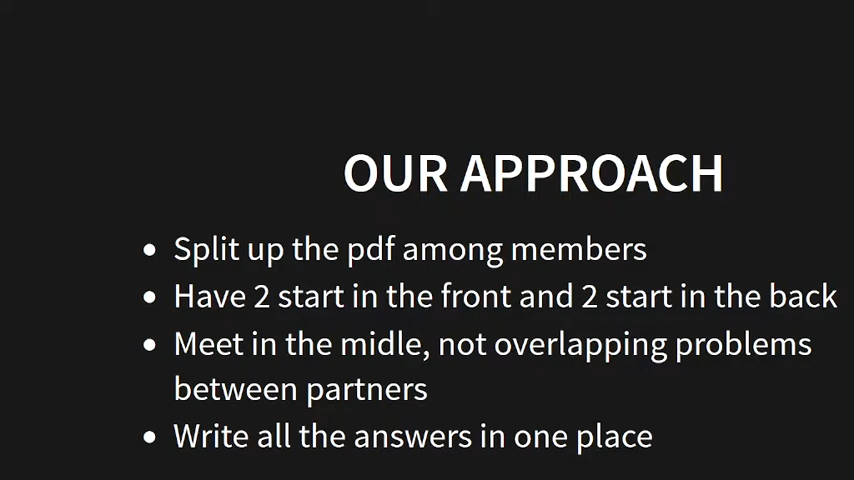 OUR APPROACH
• Split up the pdf among members
• Have 2 start in the front and 2 start in the back
• Meet in the midle, not overlapping problems
between partners
• Write all the answers in one place